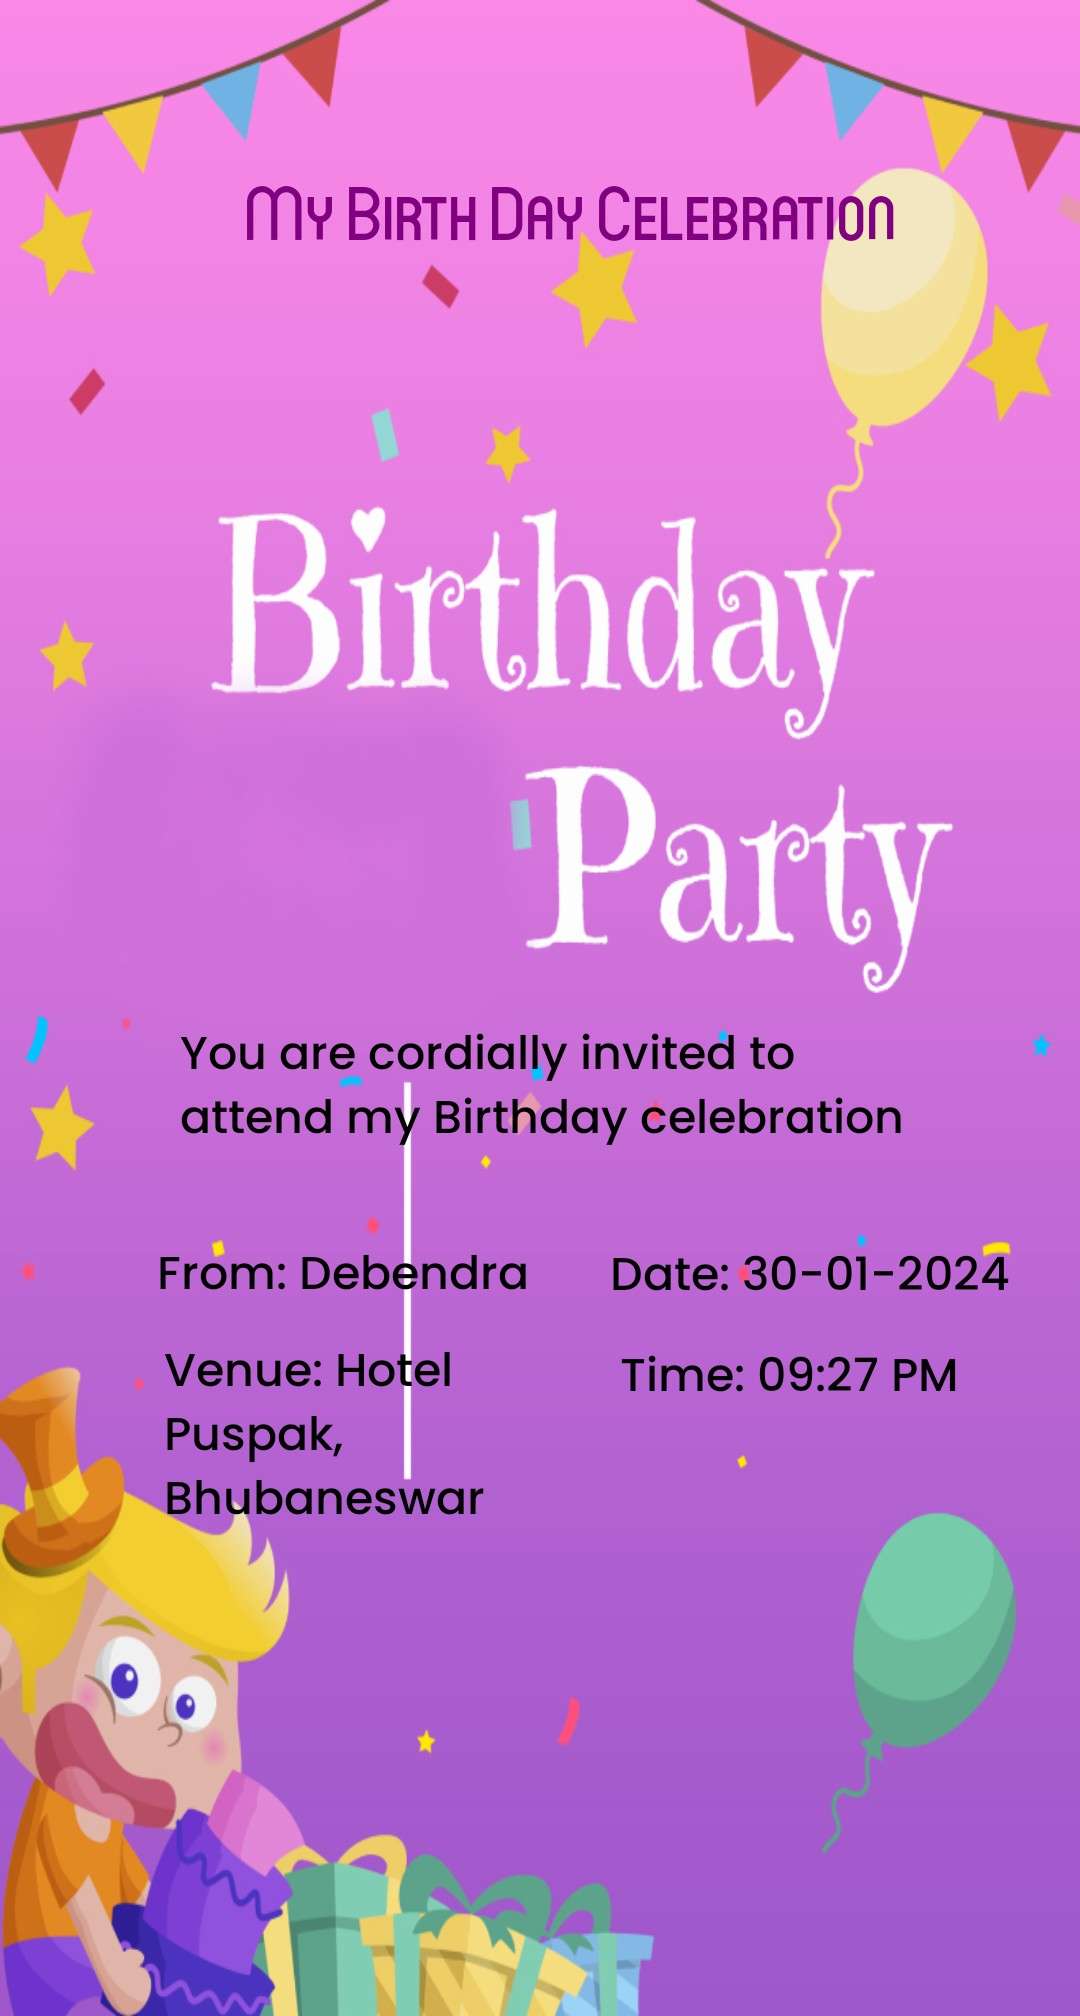 My Birth Day Celebration
Birthday
Party
You are cordially invited to
attend my Birthday celebration
From: Debendra
Date: 30-01-2024
Venue: Hotel
Puspak,
Bhubaneswar
Time: 09:27 PM